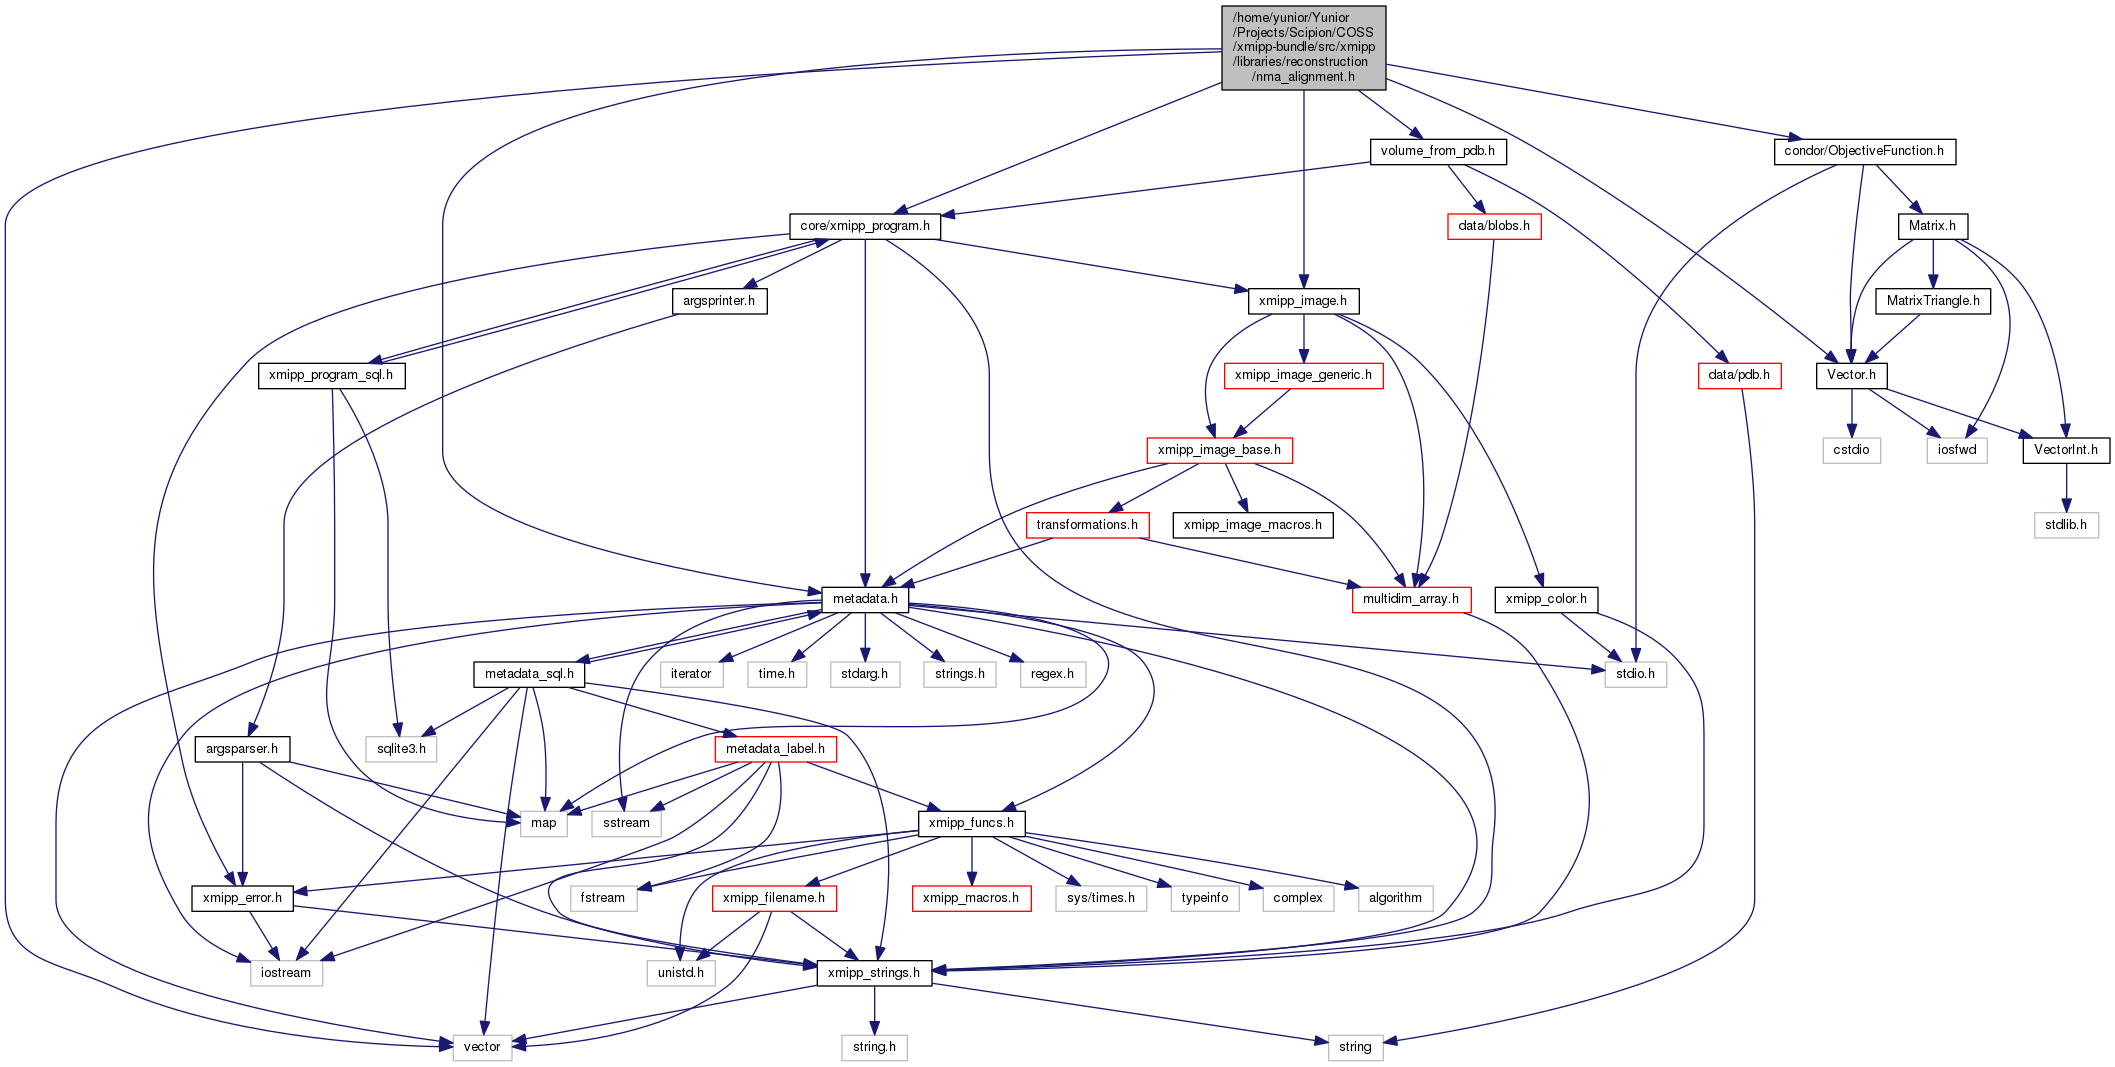 /home/yunior/Yunior
/Projects/Scipion/COSS
/xmipp-bundle/src/xmipp
/libraries/reconstruction
/nma_alignment.h
volume_from_pdb.h
condor/ObjectiveFunction.h
core/xmipp_program.h
data/blobs.h
Matrix.h
argsprinter.h
xmipp_image.h
MatrixTriangle.h
xmipp_program_sql.h
xmipp_image_generic.h
data/pdb.h
Vector.h
xmipp_image_base.h
cstdio
iosfwd
VectorInt.h
transformations.h
xmipp_image_macros.h
stdlib.h
metadata.h
multidim_array.h
xmipp_color.h
metadata_sql.h
iterator
time.h
stdarg.h
strings.h
regex.h
stdio.h
argsparser.h
sqlite3.h
metadata_label.h
map
sstream
xmipp_funcs.h
xmipp_error.h
fstream
xmipp_filename.h
xmipp_macros.h
sys/times.h
typeinfo
complex
algorithm
iostream
unistd.h
xmipp_strings.h
vector
string.h
string